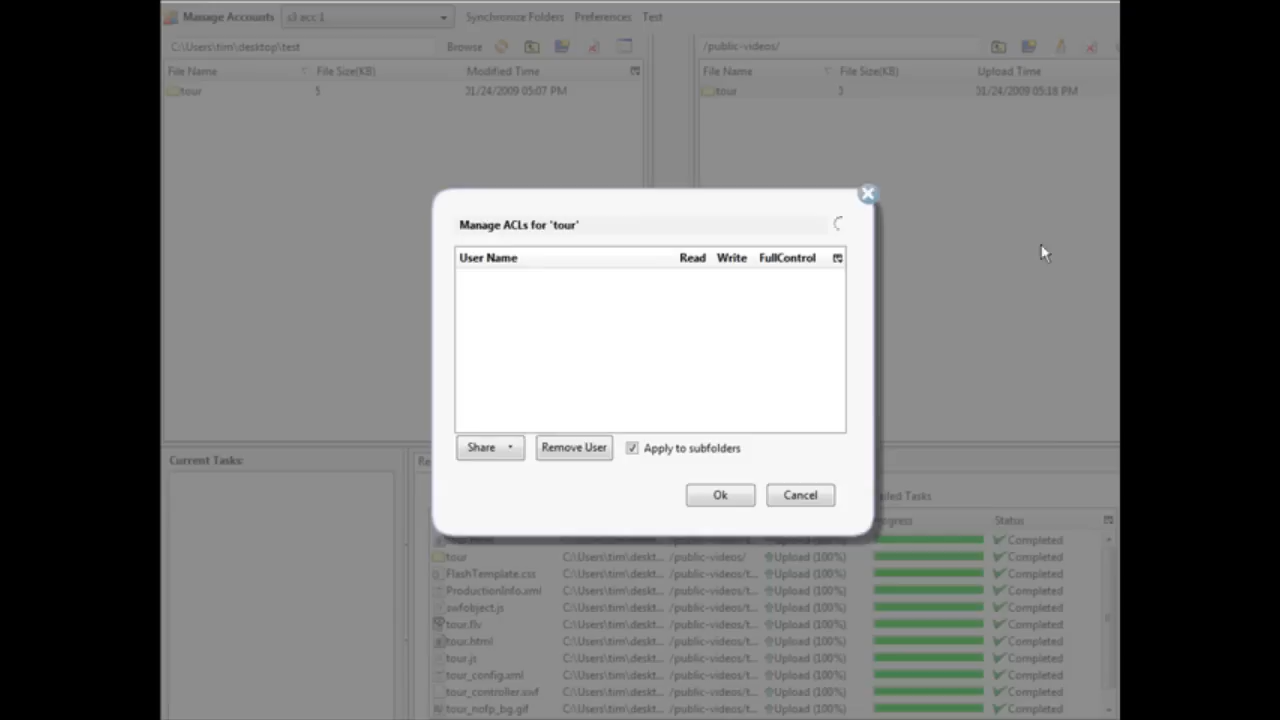 Manage Accounts s3 acc 1 Synchronize Folders Preferences Test
C:\Users\tim\desktop\test Browse /public-videos/
File Name File Size(KB) Modified Time File Name File Size(KB) Upload Time
tour 5 31/24/2009 05:07 PM tour 3 31/24/2009 05:18 PM
Manage ACLs for 'tour'
User Name Read Write FullControl
Share Remove User Apply to subfolders
Ok Cancel
Current Tasks:
Status
Completed
tour C:\Users\tim\deskt... /public-videos/ Upload (100%) Completed
FlashTemplate.css C:\Users\tim\deskt... /public-videos/t... Upload (100%) Completed
ProductionInfo.xml C:\Users\tim\deskt... /public-videos/t... Upload (100%) Completed
swfobject.js C:\Users\tim\deskt... /public-videos/t... Upload (100%) Completed
tour.flv C:\Users\tim\deskt... /public-videos/t... Upload (100%) Completed
tour.html C:\Users\tim\deskt... /public-videos/t... Upload (100%) Completed
tour.js C:\Users\tim\deskt... /public-videos/t... Upload (100%) Completed
tour_config.xml C:\Users\tim\deskt... /public-videos/t... Upload (100%) Completed
tour_controller.swf C:\Users\tim\deskt... /public-videos/t... Upload (100%) Completed
tour_nofp_bg.gif C:\Users\tim\deskt... /public-videos/t... Upload (100%) Completed